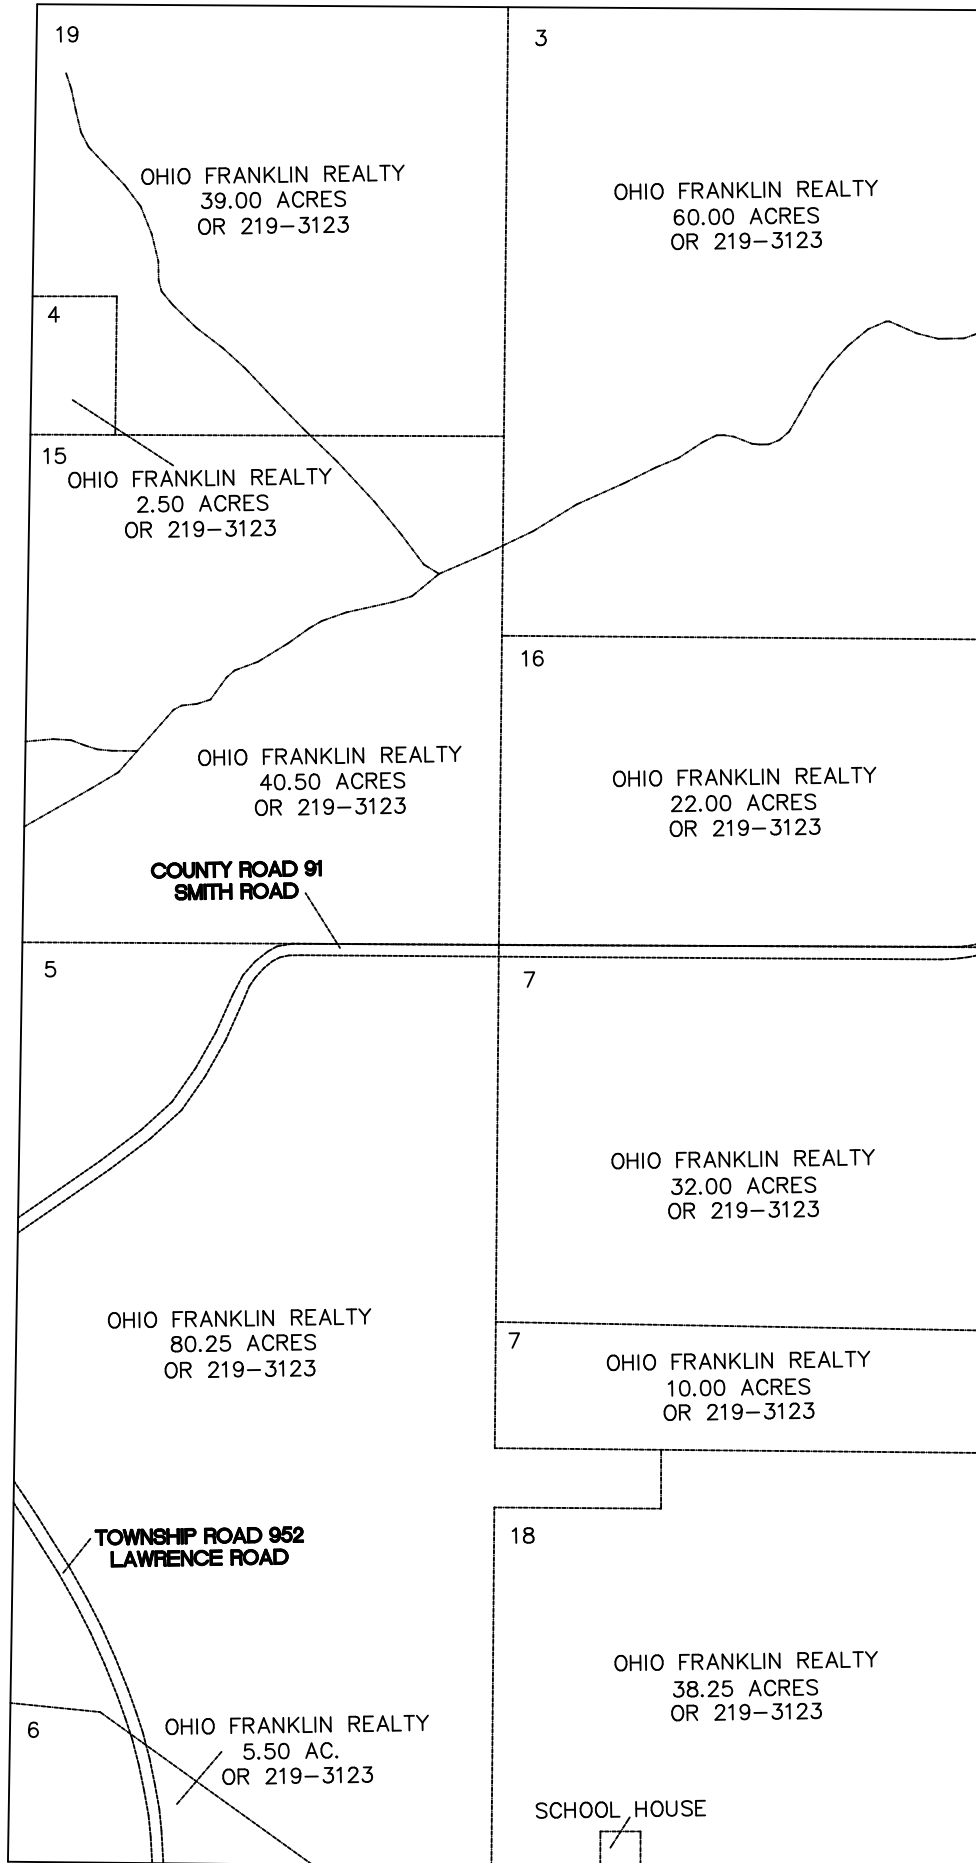 19
3
OHIO FRANKLIN REALTY
39.00 ACRES
OR 219-3123
OHIO FRANKLIN REALTY
60.00 ACRES
OR 219-3123
4
15
OHIO FRANKLIN REALTY
2.50 ACRES
OR 219-3123
16
OHIO FRANKLIN REALTY
40.50 ACRES
OR 219-3123
OHIO FRANKLIN REALTY
22.00 ACRES
OR 219-3123
COUNTY ROAD 91
SMITH ROAD
5
7
OHIO FRANKLIN REALTY
32.00 ACRES
OR 219-3123
OHIO FRANKLIN REALTY
80.25 ACRES
OR 219-3123
7
OHIO FRANKLIN REALTY
10.00 ACRES
OR 219-3123
TOWNSHIP ROAD 952
LAWRENCE ROAD
18
OHIO FRANKLIN REALTY
38.25 ACRES
OR 219-3123
6
OHIO FRANKLIN REALTY
5.50 AC.
OR 219-3123
SCHOOL HOUSE